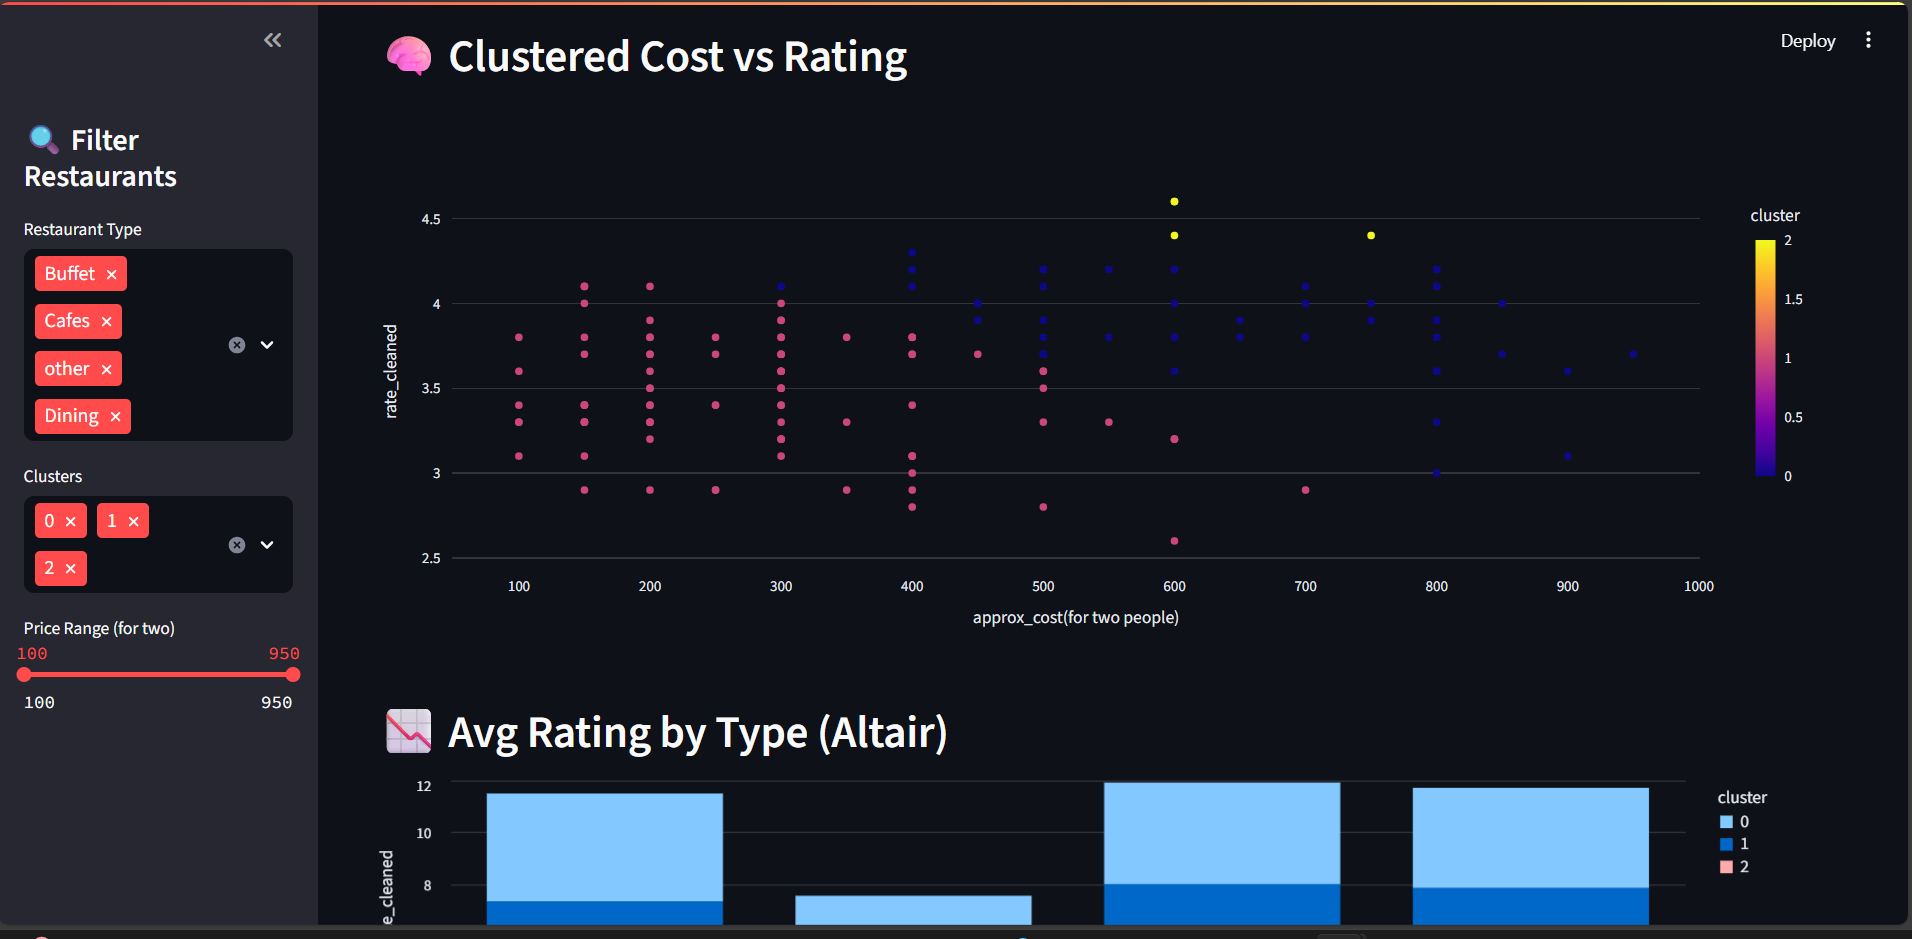 Deploy
🧠 Clustered Cost vs Rating
🔍 Filter
Restaurants
Restaurant Type
Buffet ×
Cafes ×
other ×
Dining ×
Clusters
0 × 1 ×
2 ×
Price Range (for two)
100 950
100 950
rate_cleaned
4.5
4
3.5
3
2.5
100 200 300 400 500 600 700 800 900 1000
approx_cost(for two people)
cluster
2
1.5
1
0.5
0
📉 Avg Rating by Type (Altair)
12
10
8
e_cleaned
cluster
0
1
2